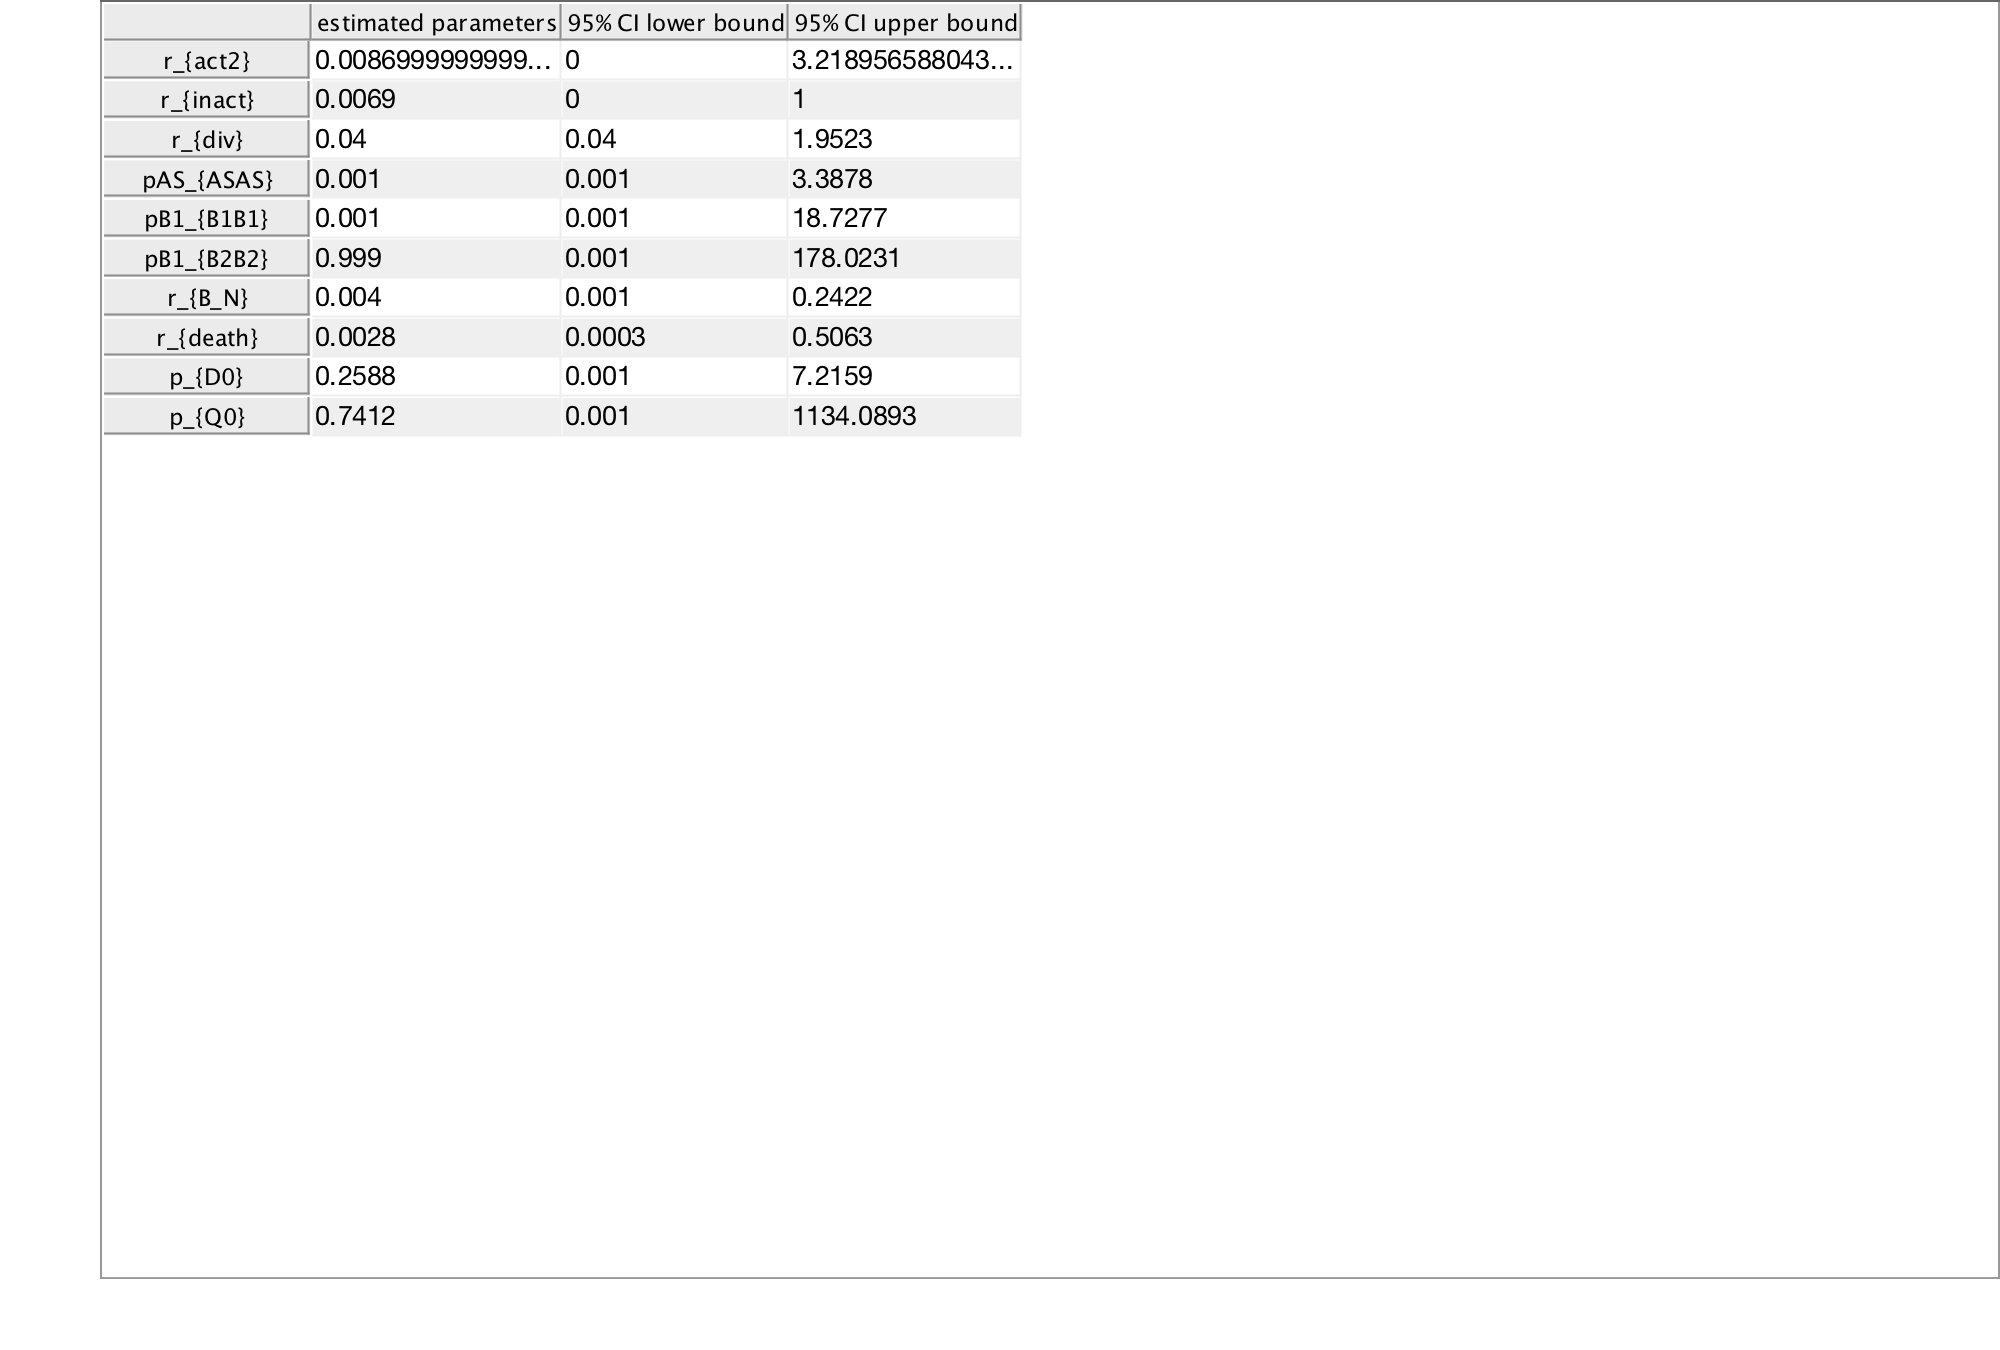 estimated parameters 95% CI lower bound 95% CI upper bound
r_{act2} 0.0086999999999... 0 3.218956588043...
r_{inact} 0.0069 0 1
r_{div} 0.04 0.04 1.9523
pAS_{ASAS} 0.001 0.001 3.3878
pB1_{B1B1} 0.001 0.001 18.7277
pB1_{B2B2} 0.999 0.001 178.0231
r_{B_N} 0.004 0.001 0.2422
r_{death} 0.0028 0.0003 0.5063
p_{D0} 0.2588 0.001 7.2159
p_{Q0} 0.7412 0.001 1134.0893